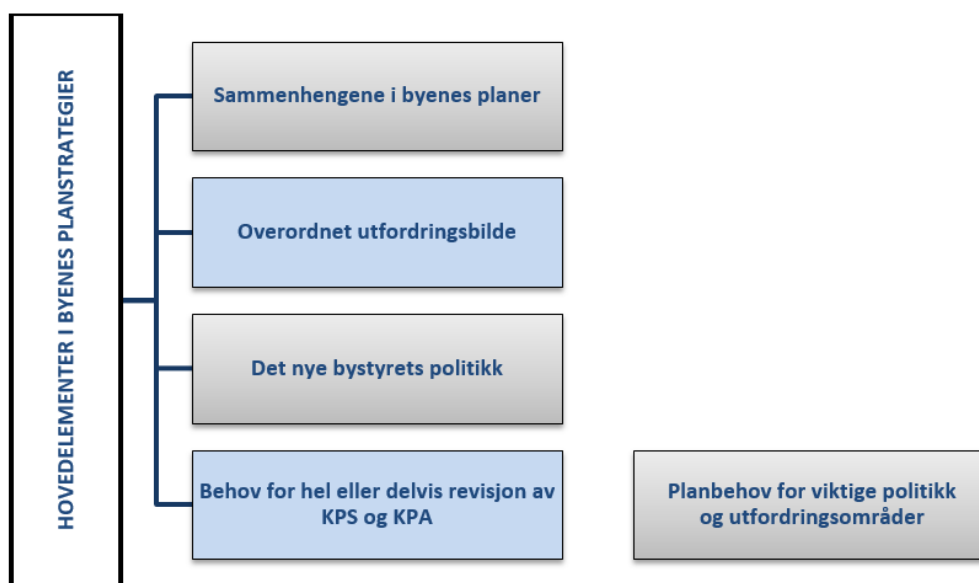 HOVEDELEMENTER I BYENES PLANSTRATEGIER
Sammenhengene i byenes planer
Overordnet utfordringsbilde
Det nye bystyrets politikk
Behov for hel eller delvis revisjon av
KPS og KPA
Planbehov for viktige politikk
og utfordringsområder